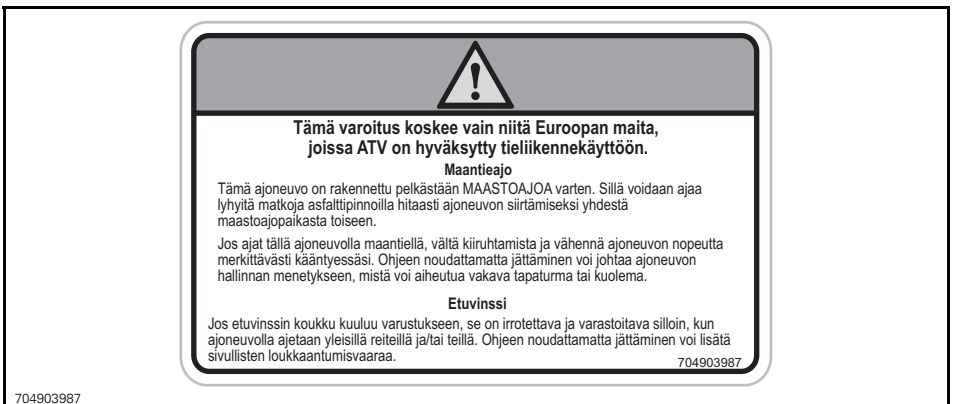 Tämä varoitus koskee vain niitä Euroopan maita,
joissa ATV on hyväksytty tieliikennekäyttöön.
Maantieajo
Tämä ajoneuvo on rakennettu pelkästään MAASTOAJOA varten. Sillä voidaan ajaa
lyhyitä matkoja asfalttipinnoilla hitaasti ajoneuvon siirtämiseksi yhdestä
maastoajopaikasta toiseen.
Jos ajat tällä ajoneuvolla maantiellä, vältä kiiruhtamista ja vähennä ajoneuvon nopeutta
merkittävästi kääntyessäsi. Ohjeen noudattamatta jättäminen voi johtaa ajoneuvon
hallinnan menetykseen, mistä voi aiheutua vakava tapaturma tai kuolema.
Etuvinssi
Jos etuvinssin koukku kuuluu varustukseen, se on irrotettava ja varastoitava silloin, kun
ajoneuvolla ajetaan yleisillä reiteillä ja/tai teillä. Ohjeen noudattamatta jättäminen voi lisätä
sivullisten loukkaantumisvaaraa.
704903987
704903987